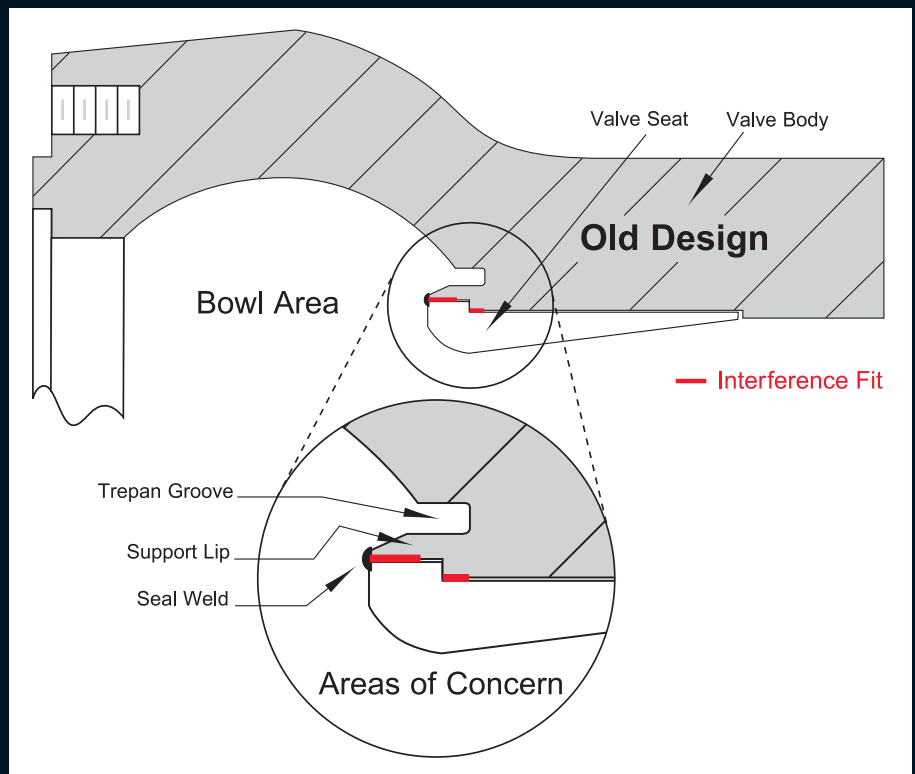 Valve Seat
Valve Body
Old Design
Bowl Area
Interference Fit
Trepan Groove
Support Lip
Seal Weld
Areas of Concern